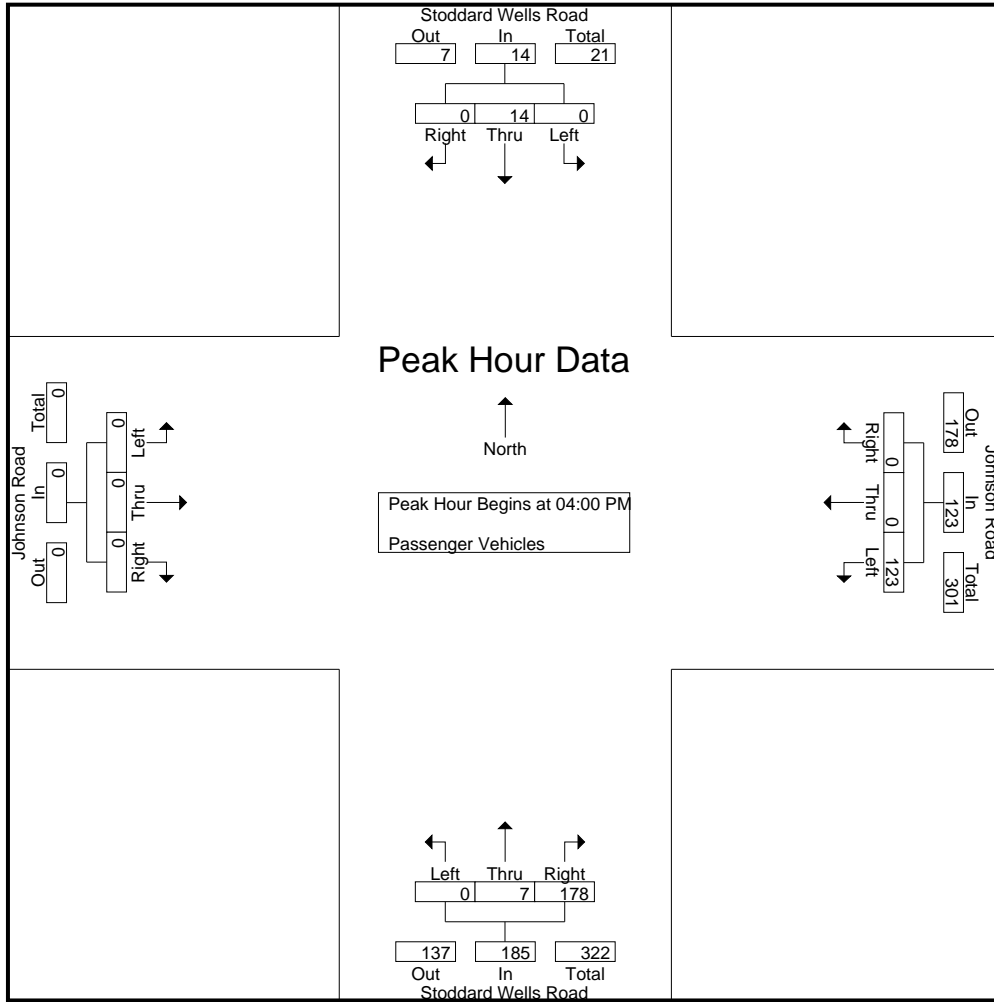 Stoddard Wells Road
Out In Total
7 14 21
0 14 0
Right Thru Left
Peak Hour Data
North
Peak Hour Begins at 04:00 PM
Passenger Vehicles
Johnson Road
Total In Out
0 0 0
0 0 0
Left Thru Right
Johnson Road
Out In Total
178 123 301
0 0 123
Right Thru Left
Left Thru Right
0 7 178
137 185 322
Out In Total
Stoddard Wells Road